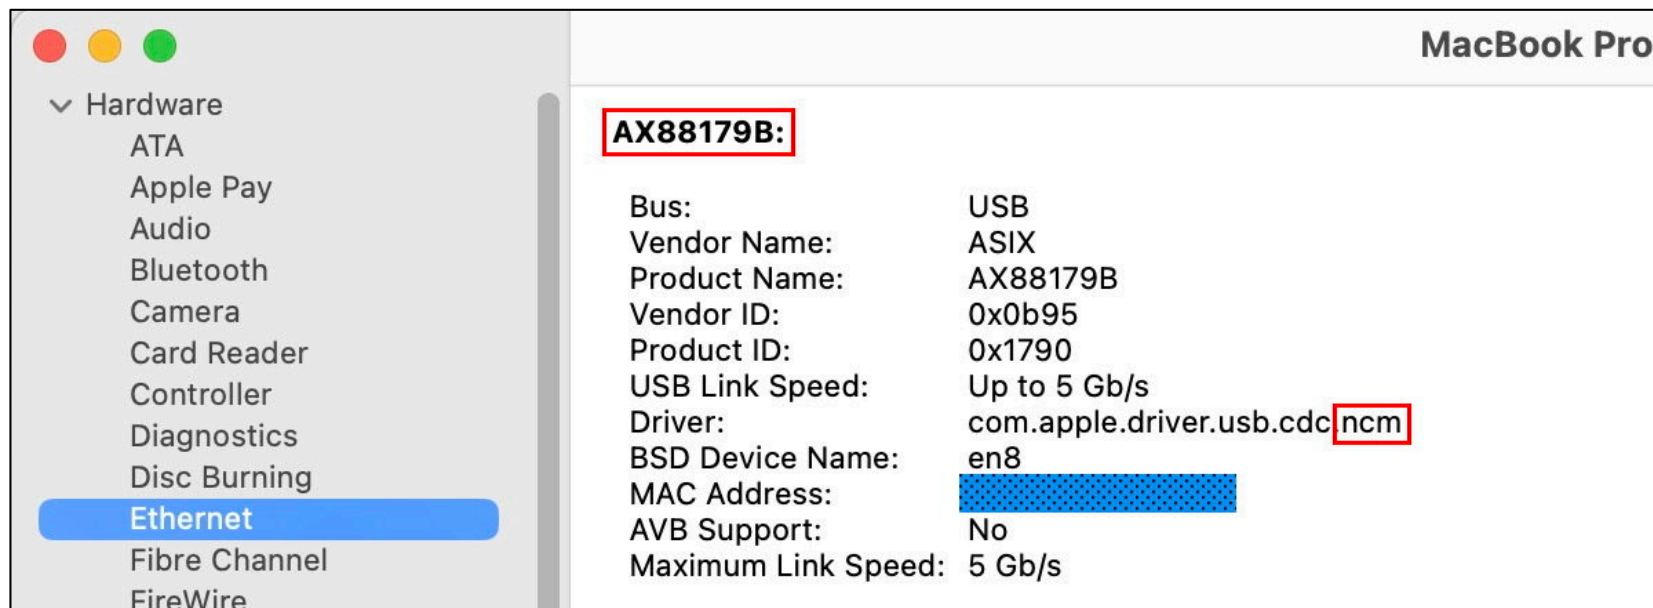 MacBook Pro
Hardware
ATA
Apple Pay
Audio
Bluetooth
Camera
Card Reader
Controller
Diagnostics
Disc Burning
Ethernet
Fibre Channel
FireWire
AX88179B:
Bus: USB
Vendor Name: ASIX
Product Name: AX88179B
Vendor ID: 0x0b95
Product ID: 0x1790
USB Link Speed: Up to 5 Gb/s
Driver: com.apple.driver.usb.cdc.ncm
BSD Device Name: en8
MAC Address:
AVB Support: No
Maximum Link Speed: 5 Gb/s